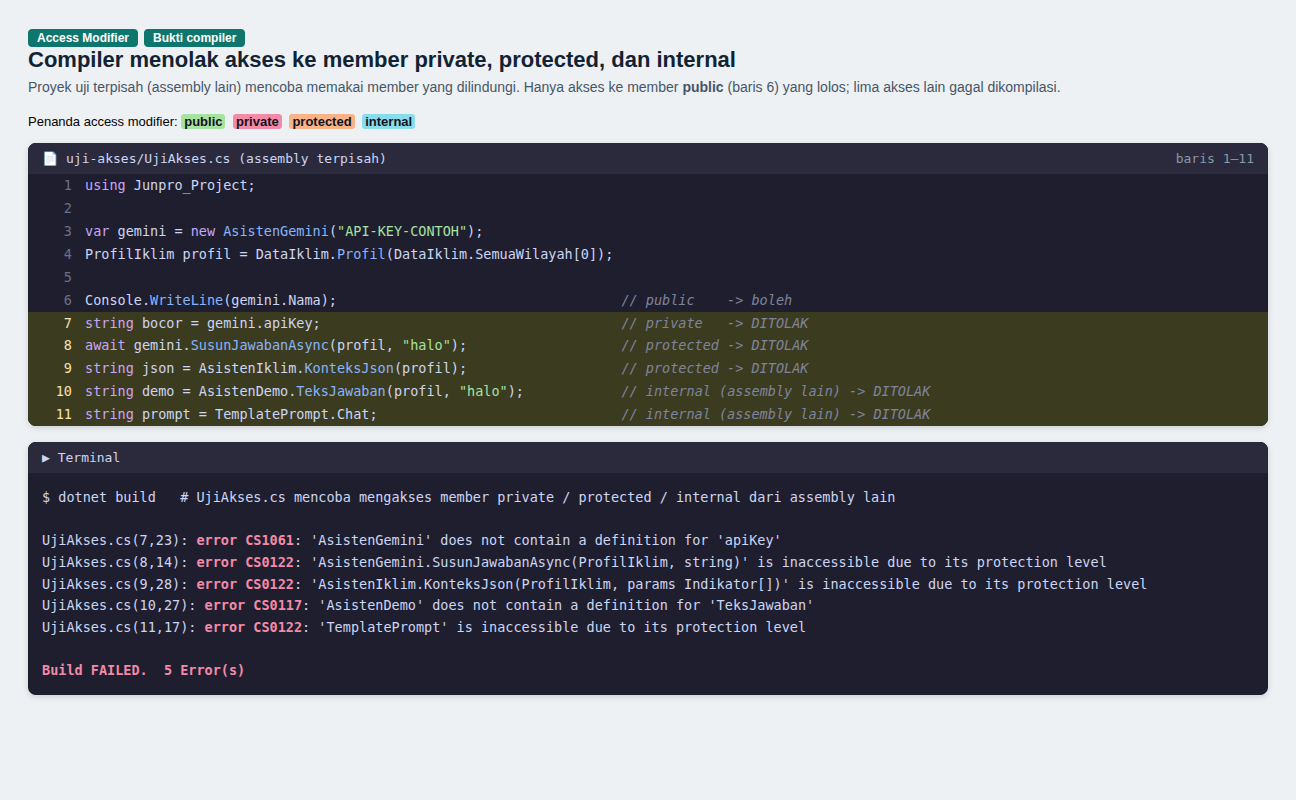 Access Modifier Bukti compiler
Compiler menolak akses ke member private, protected, dan internal
Proyek uji terpisah (assembly lain) mencoba memakai member yang dilindungi. Hanya akses ke member public (baris 6) yang lolos; lima akses lain gagal dikompilasi.
Penanda access modifier: public private protected internal
uji-akses/UjiAkses.cs (assembly terpisah) baris 1–11
1 using Junpro_Project;
2
3 var gemini = new AsistenGemini("API-KEY-CONTOH");
4 ProfilIklim profil = DataIklim.Profil(DataIklim.SemuaWilayah[0]);
5
6 Console.WriteLine(gemini.Nama); // public -> boleh
7 string bocor = gemini.apiKey; // private -> DITOLAK
8 await gemini.SusunJawabanAsync(profil, "halo"); // protected -> DITOLAK
9 string json = AsistenIklim.KonteksJson(profil); // protected -> DITOLAK
10 string demo = AsistenDemo.TeksJawaban(profil, "halo"); // internal (assembly lain) -> DITOLAK
11 string prompt = TemplatePrompt.Chat; // internal (assembly lain) -> DITOLAK
▶ Terminal
$ dotnet build # UjiAkses.cs mencoba mengakses member private / protected / internal dari assembly lain
UjiAkses.cs(7,23): error CS1061: 'AsistenGemini' does not contain a definition for 'apiKey'
UjiAkses.cs(8,14): error CS0122: 'AsistenGemini.SusunJawabanAsync(ProfilIklim, string)' is inaccessible due to its protection level
UjiAkses.cs(9,28): error CS0122: 'AsistenIklim.KonteksJson(ProfilIklim, params Indikator[])' is inaccessible due to its protection level
UjiAkses.cs(10,27): error CS0117: 'AsistenDemo' does not contain a definition for 'TeksJawaban'
UjiAkses.cs(11,17): error CS0122: 'TemplatePrompt' is inaccessible due to its protection level
Build FAILED. 5 Error(s)